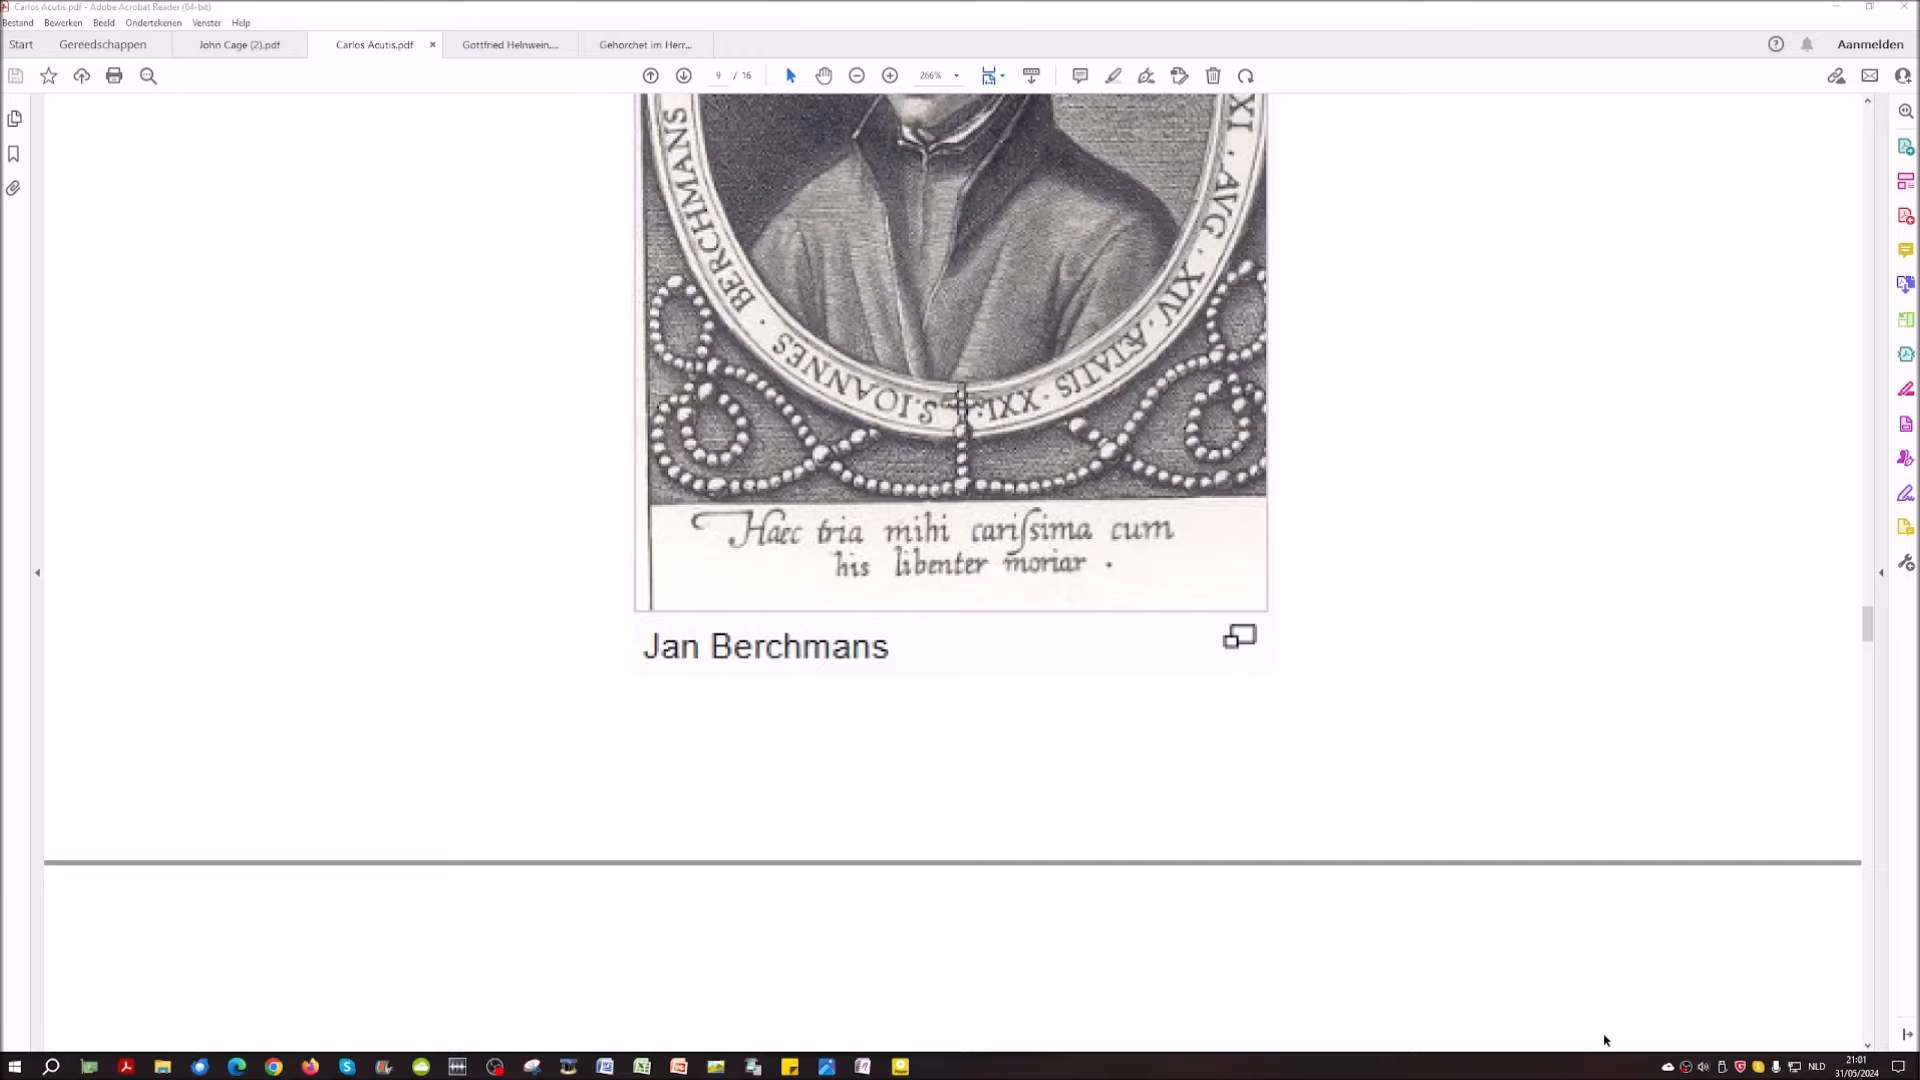 Carlos Acutis.pdf - Adobe Acrobat Reader (64-bit)
Bestand Bewerken Beeld Ondertekenen Venster Help
Start Gereedschappen John Cage (2).pdf Carlos Acutis.pdf × Gottfried Helnwein.... Gehorchet im Herr... Aanmelden
9 / 16 266%
S. IOANNES · BERCHMANS
XI · AVG · XIV · ÆTATIS · XXI
Haec tria mihi cariſsima cum
his libenter moriar .
Jan Berchmans
NLD
21:01
31/05/2024